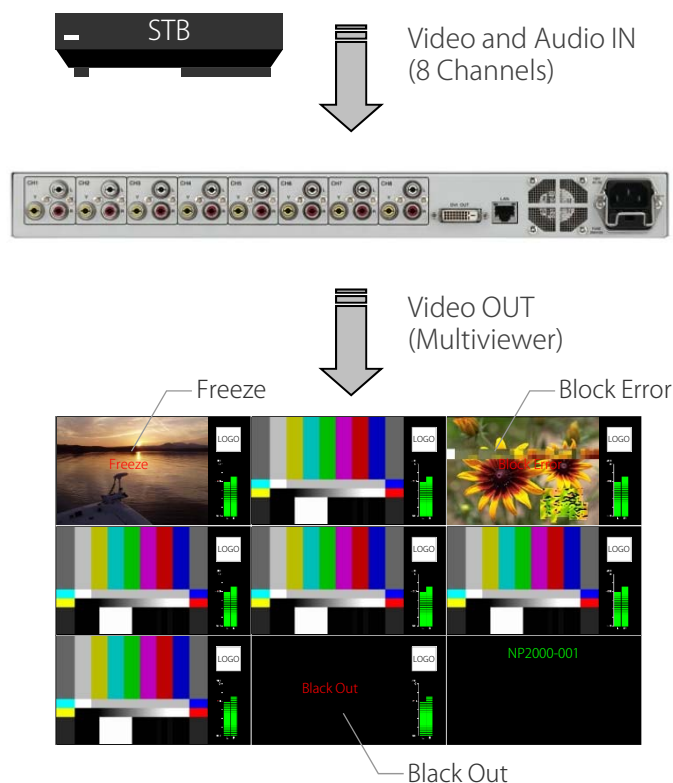 STB
Video and Audio IN
(8 Channels)
CH1 CH2 CH3 CH4 CH5 CH6 CH7 CH8
DVI OUT
LAN
Video OUT
(Multiviewer)
Freeze
Block Error
LOGO
LOGO
LOGO
Freeze
Block Error
LOGO
LOGO
LOGO
LOGO
LOGO
NP2000-001
Black Out
Black Out